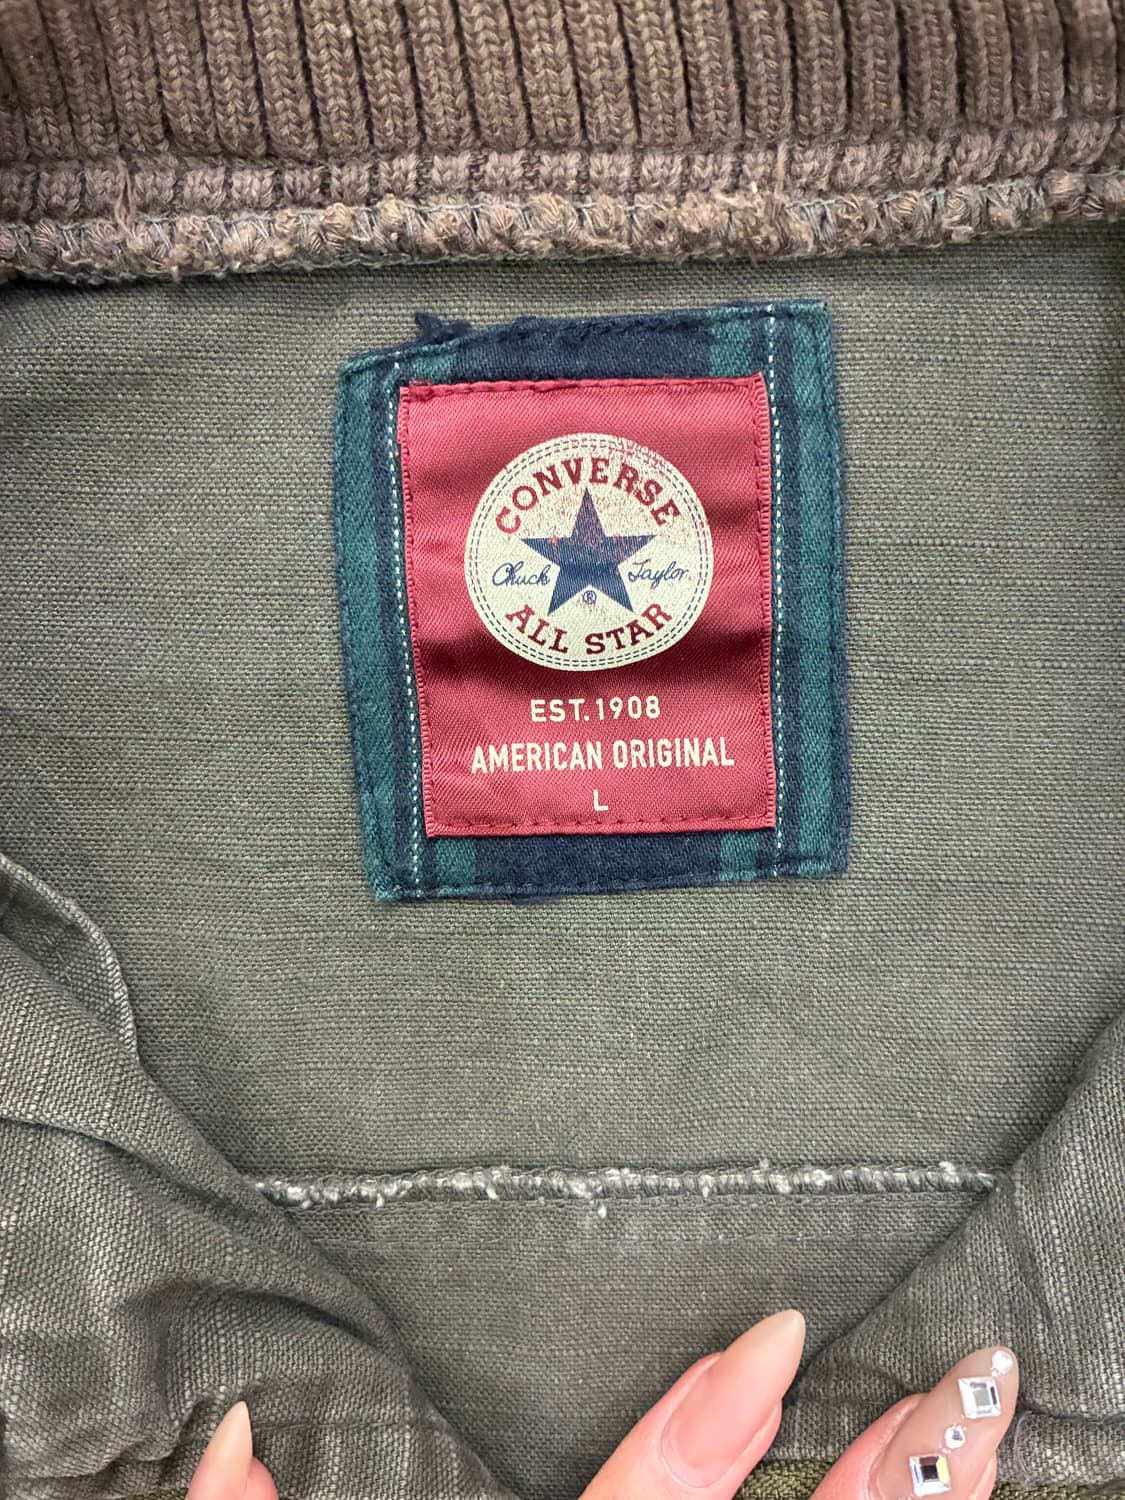 CONVERSE
Chuck Taylor
®
ALL STAR
EST. 1908
AMERICAN ORIGINAL
L